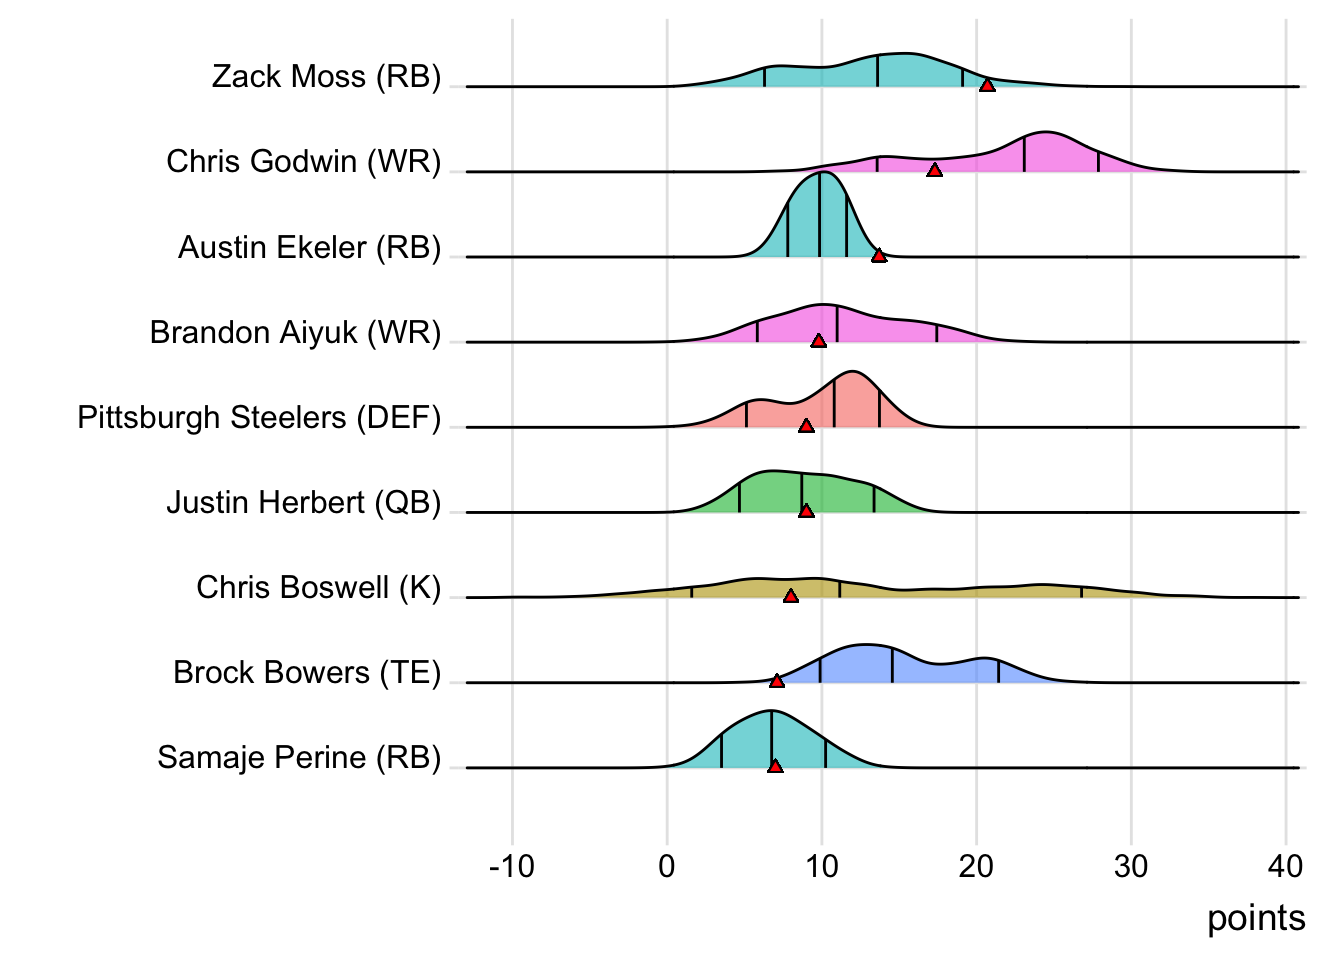 Zack Moss (RB)
Chris Godwin (WR)
Austin Ekeler (RB)
Brandon Aiyuk (WR)
Pittsburgh Steelers (DEF)
Justin Herbert (QB)
Chris Boswell (K)
Brock Bowers (TE)
Samaje Perine (RB)
-10 0 10 20 30 40
points